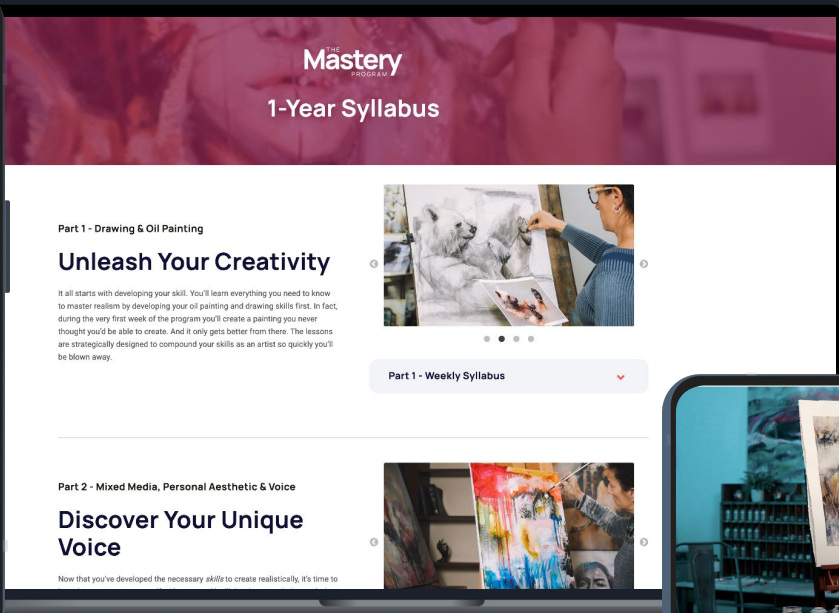 THE
Mastery
PROGRAM
1-Year Syllabus
Part 1 - Drawing & Oil Painting
Unleash Your Creativity
It all starts with developing your skill. You'll learn everything you need to know
to master realism by developing your oil painting and drawing skills first. In fact,
during the very first week of the program you'll create a painting you never
thought you'd be able to create. And it only gets better from there. The lessons
are strategically designed to compound your skills as an artist so quickly you'll
be blown away.
Part 1 - Weekly Syllabus
Part 2 - Mixed Media, Personal Aesthetic & Voice
Discover Your Unique
Voice
Now that you've developed the necessary skills to create realistically, it's time to